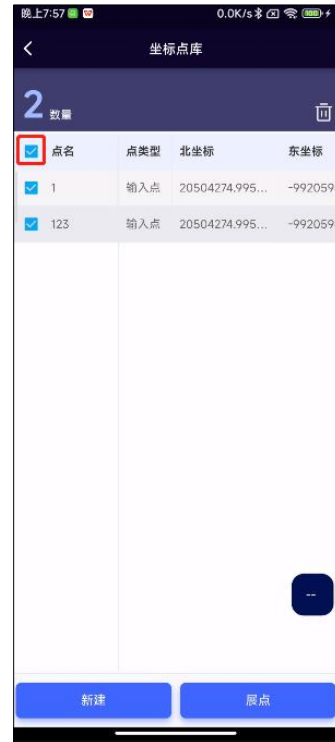 晚上7:57 0.0K/s 100
坐标点库
2 数量
点名 点类型 北坐标 东坐标
1 输入点 20504274.995... -992059
123 输入点 20504274.995... -992059
--
新建 展点